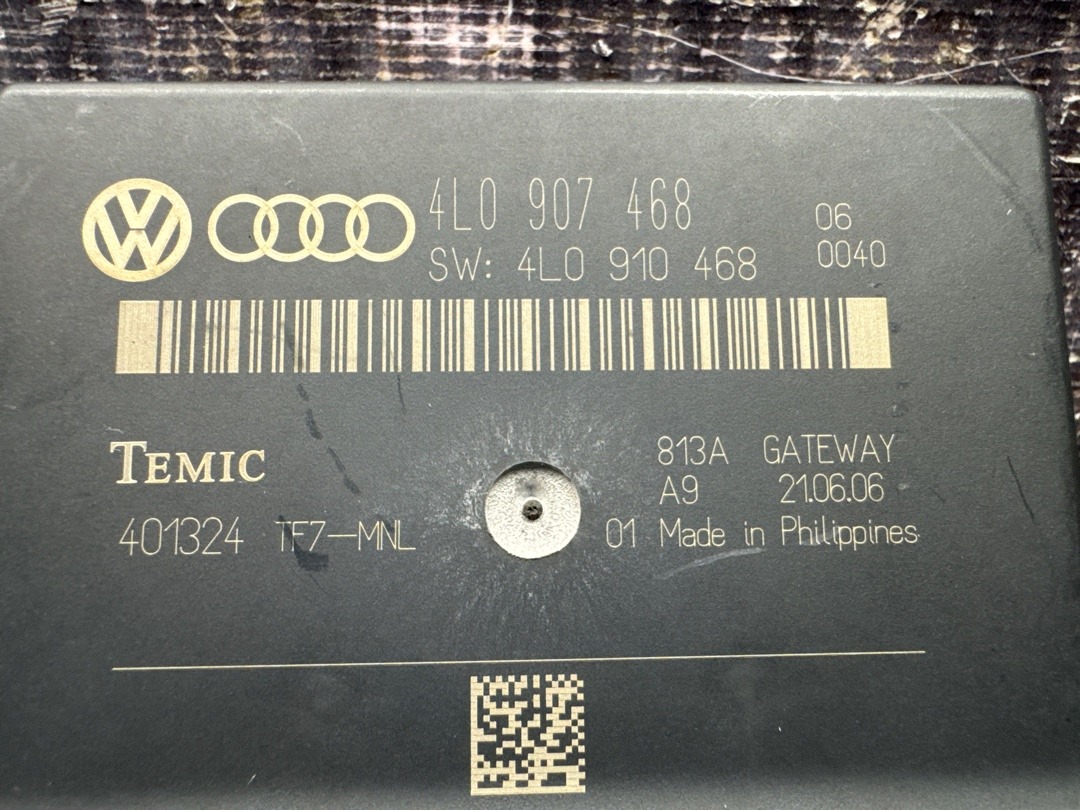 4L0 907 468 06
SW: 4L0 910 468 0040
TEMIC 813A GATEWAY
A9 21.06.06
401324 TF7-MNL 01 Made in Philippines